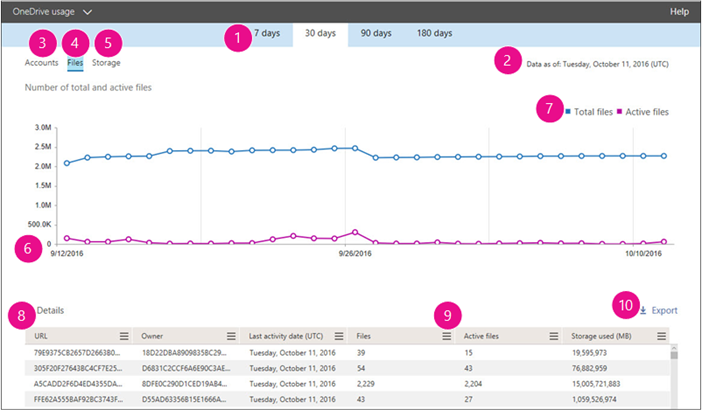 OneDrive usage Help
1 7 days 30 days 90 days 180 days
3 4 5
Accounts Files Storage
2 Data as of: Tuesday, October 11, 2016 (UTC)
Number of total and active files
7 Total files Active files
3.0M
2.5M
2.0M
1.5M
1.0M
500.0K
0
6
9/12/2016 9/26/2016 10/10/2016
8 Details 9 10 Export
URL Owner Last activity date (UTC) Files Active files Storage used (MB)
79E9375CB2657D2663B0... 18D22DBA8909835BC29... Tuesday, October 11, 2016 39 15 19,595,973
305F20F27643BC4CF7E25... D6831C2CCF6A6E90C3AE... Tuesday, October 11, 2016 54 43 76,882,959
A5CADD2F6D4ED4355DA... 8DFE0C290D1CED19AB4... Tuesday, October 11, 2016 2,229 2,204 15,005,721,883
FFE62A555BAF92BC3743F... D55AD63356B15E1666A... Tuesday, October 11, 2016 43 27 1,059,526,974